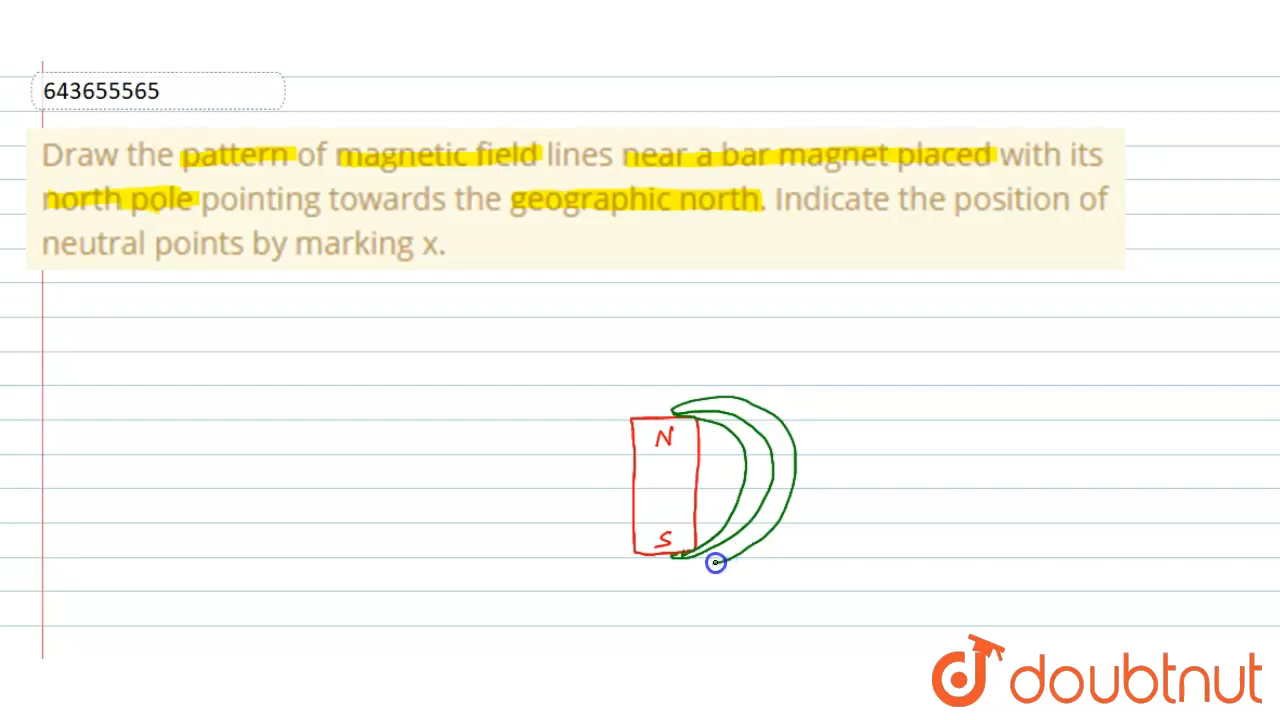 643655565
Draw the pattern of magnetic field lines near a bar magnet placed with its
north pole pointing towards the geographic north. Indicate the position of
neutral points by marking x.
N
S
doubtnut